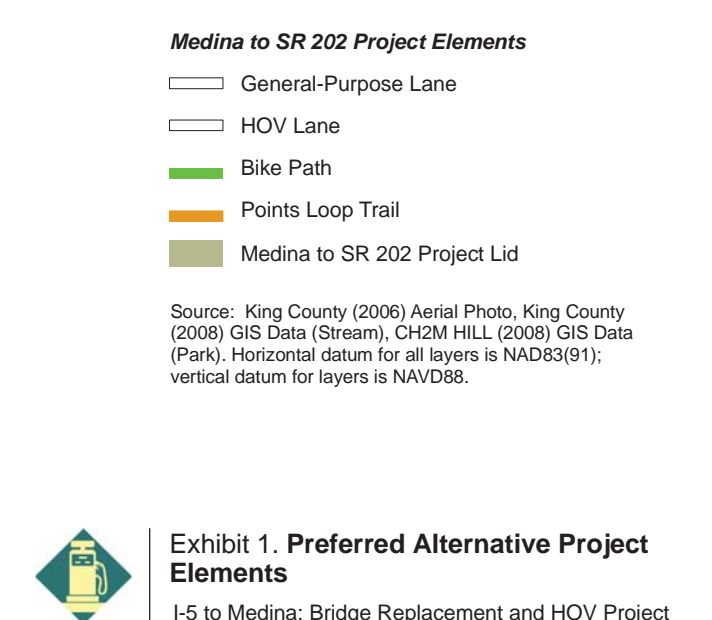 Medina to SR 202 Project Elements
General-Purpose Lane
HOV Lane
Bike Path
Points Loop Trail
Medina to SR 202 Project Lid
Source: King County (2006) Aerial Photo, King County
(2008) GIS Data (Stream), CH2M HILL (2008) GIS Data
(Park). Horizontal datum for all layers is NAD83(91);
vertical datum for layers is NAVD88.
Exhibit 1. Preferred Alternative Project
Elements
I-5 to Medina: Bridge Replacement and HOV Project